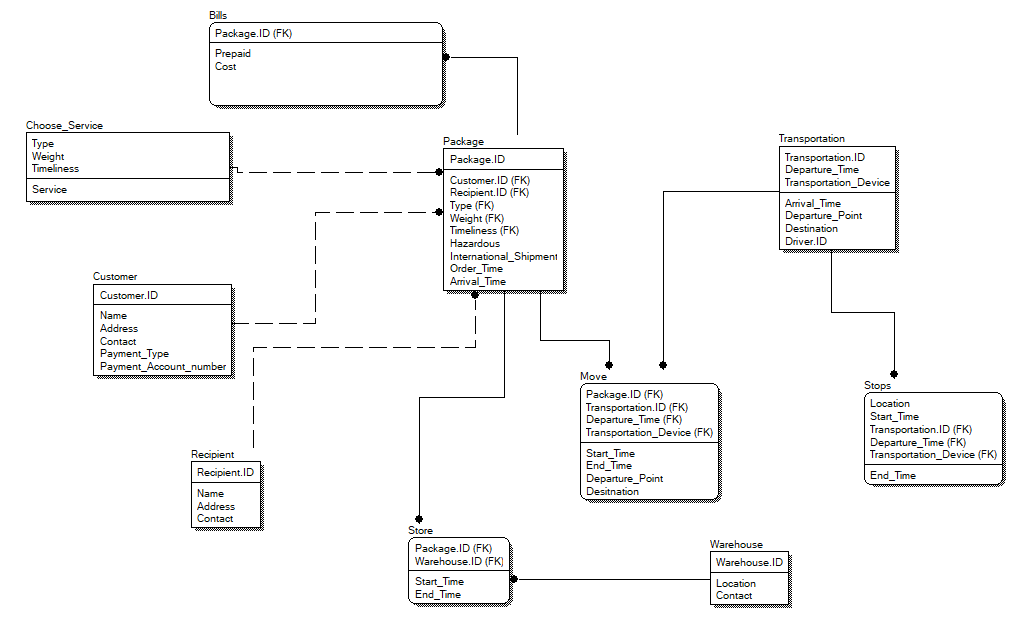 Bills
Package.ID (FK)
Prepaid
Cost
Choose_Service
Type
Weight
Timeliness
Service
Package
Package.ID
Customer.ID (FK)
Recipient.ID (FK)
Type (FK)
Weight (FK)
Timeliness (FK)
Hazardous
International_Shipment
Order_Time
Arrival_Time
Transportation
Transportation.ID
Departure_Time
Transportation_Device
Arrival_Time
Departure_Point
Destination
Driver.ID
Customer
Customer.ID
Name
Address
Contact
Payment_Type
Payment_Account_number
Move
Package.ID (FK)
Transportation.ID (FK)
Departure_Time (FK)
Transportation_Device (FK)
Start_Time
End_Time
Departure_Point
Desitnation
Stops
Location
Start_Time
Transportation.ID (FK)
Departure_Time (FK)
Transportation_Device (FK)
End_Time
Recipient
Recipient.ID
Name
Address
Contact
Store
Package.ID (FK)
Warehouse.ID (FK)
Start_Time
End_Time
Warehouse
Warehouse.ID
Location
Contact